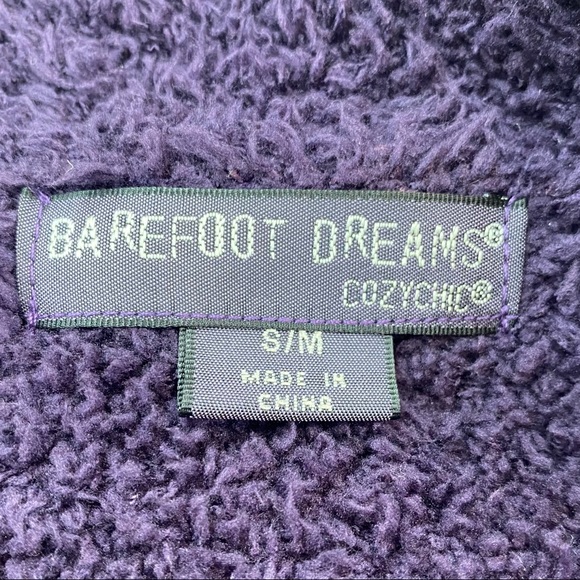 BAREFOOT DREAMS®
COZYCHIC®
S/M
MADE IN
CHINA